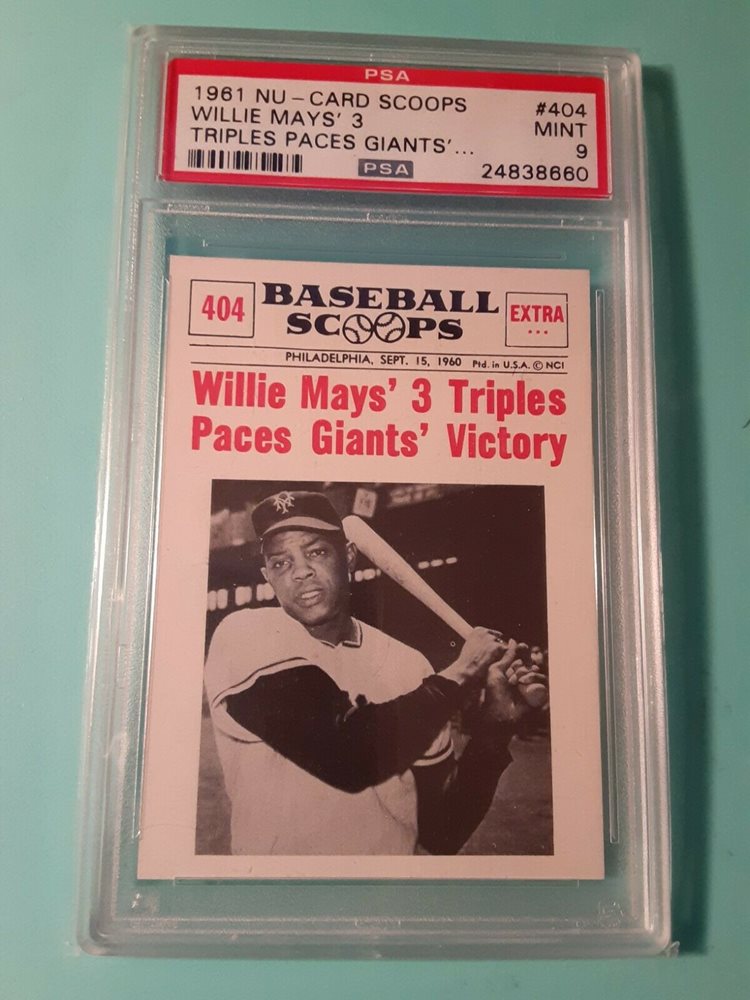 PSA
1961 NU-CARD SCOOPS #404
WILLIE MAYS' 3 MINT
TRIPLES PACES GIANTS'... 9
PSA 24838660
404 BASEBALL EXTRA
SCOOPS ...
PHILADELPHIA, SEPT. 15, 1960 Ptd. in U.S.A. © NCI
Willie Mays' 3 Triples
Paces Giants' Victory
NY